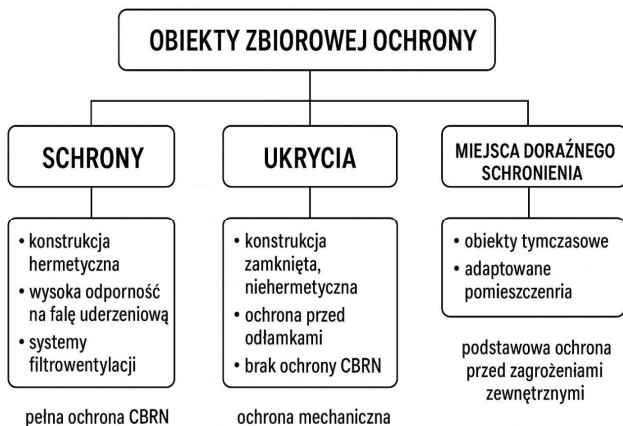 OBIEKTY ZBIOROWEJ OCHRONY
SCHRONY
• konstrukcja
hermetyczna
• wysoka odporność
na falę uderzeniową
• systemy
filtrowentylacji
pełna ochrona CBRN
UKRYCIA
• konstrukcja
zamknięta,
niehermetyczna
• ochrona przed
odłamkami
• brak ochrony CBRN
ochrona mechaniczna
MIEJSCA DORAŹNEGO
SCHRONIENIA
• obiekty tymczasowe
• adaptowane
pomieszczenria
podstawowa ochrona
przed zagrożeniami
zewnętrznymi